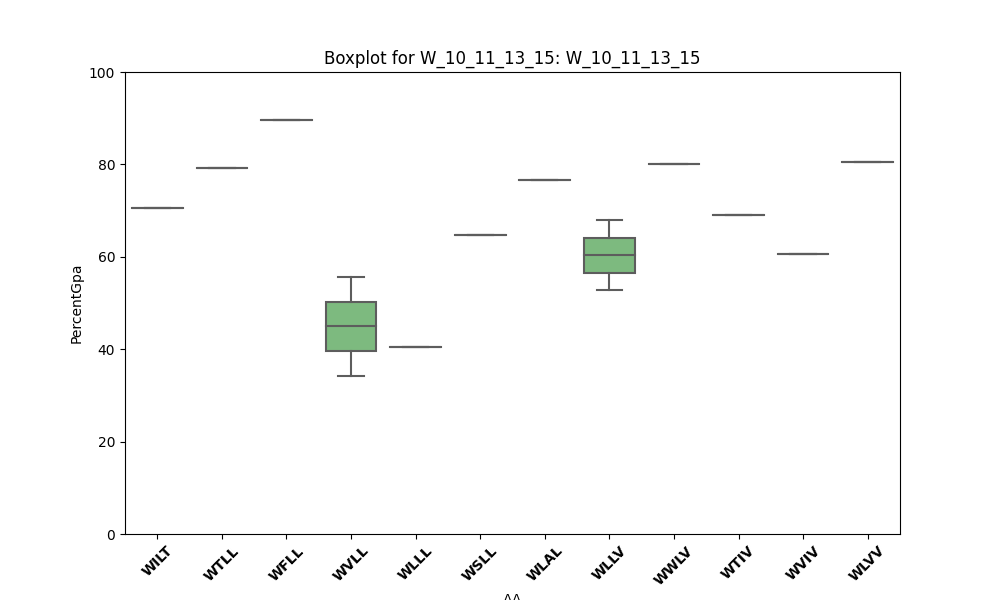 Boxplot for W_10_11_13_15: W_10_11_13_15
PercentGpa
100
80
60
40
20
0
WILT
WTLL
WFLL
WVLL
WLLL
WSLL
WLAL
WLLV
WWLV
WTIV
WVIV
WLVV